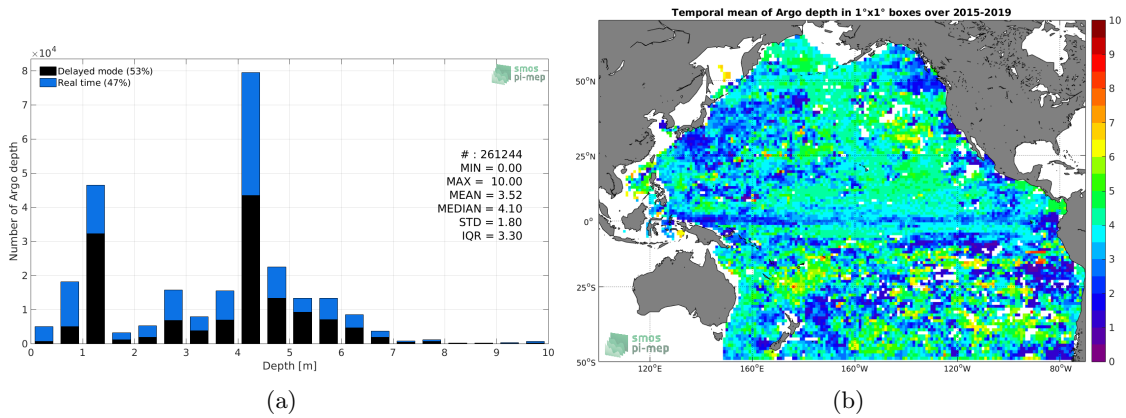 ×10⁴
8
7
6
5
4
3
2
1
0
Number of Argo depth
Delayed mode (53%)
Real time (47%)
smos
pi-mep
# : 261244
MIN = 0.00
MAX = 10.00
MEAN = 3.52
MEDIAN = 4.10
STD = 1.80
IQR = 3.30
0 1 2 3 4 5 6 7 8 9 10
Depth [m]
(a)
Temporal mean of Argo depth in 1°x1° boxes over 2015-2019
50°N
25°N
0°
25°S
50°S
120°E 160°E 160°W 120°W 80°W
smos
pi-mep
10
9
8
7
6
5
4
3
2
1
0
(b)